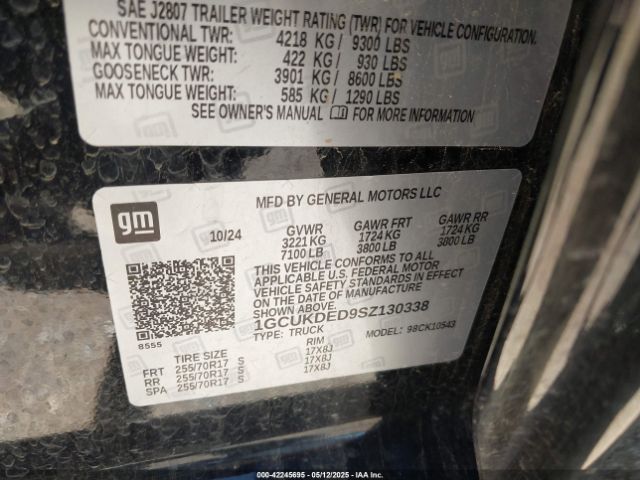 SAE J2807 TRAILER WEIGHT RATING (TWR) FOR VEHICLE CONFIGURATION.
CONVENTIONAL TWR: 4218 KG / 9300 LBS
MAX TONGUE WEIGHT: 422 KG / 930 LBS
GOOSENECK TWR: 3901 KG / 8600 LBS
MAX TONGUE WEIGHT: 585 KG / 1290 LBS
SEE OWNER'S MANUAL FOR MORE INFORMATION
gm
MFD BY GENERAL MOTORS LLC
10/24 GVWR GAWR FRT GAWR RR
3221 KG 1724 KG 1724 KG
7100 LB 3800 LB 3800 LB
THIS VEHICLE CONFORMS TO ALL
APPLICABLE U.S. FEDERAL MOTOR
VEHICLE SAFETY STANDARDS IN EFFECT
ON THE DATE OF MANUFACTURE
SHOWN ABOVE.
1GCUKDED9SZ130338
8555 TYPE: TRUCK MODEL: 98CK10543
TIRE SIZE RIM
FRT 255/70R17 S 17X8J
RR 255/70R17 S 17X8J
SPA 255/70R17 S 17X8J
000-42245695 - 05/12/2025 - IAA Inc.